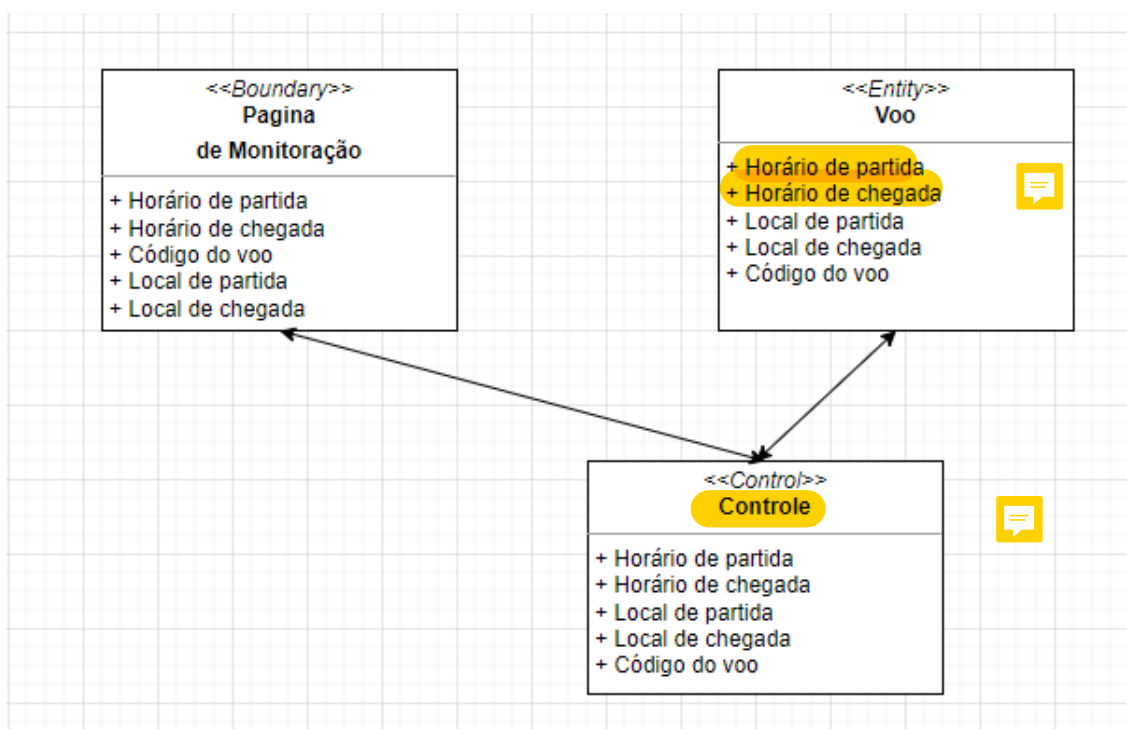 <<Boundary>>
Pagina
de Monitoração
+ Horário de partida
+ Horário de chegada
+ Código do voo
+ Local de partida
+ Local de chegada
<<Entity>>
Voo
+ Horário de partida
+ Horário de chegada
+ Local de partida
+ Local de chegada
+ Código do voo
<<Control>>
Controle
+ Horário de partida
+ Horário de chegada
+ Local de partida
+ Local de chegada
+ Código do voo